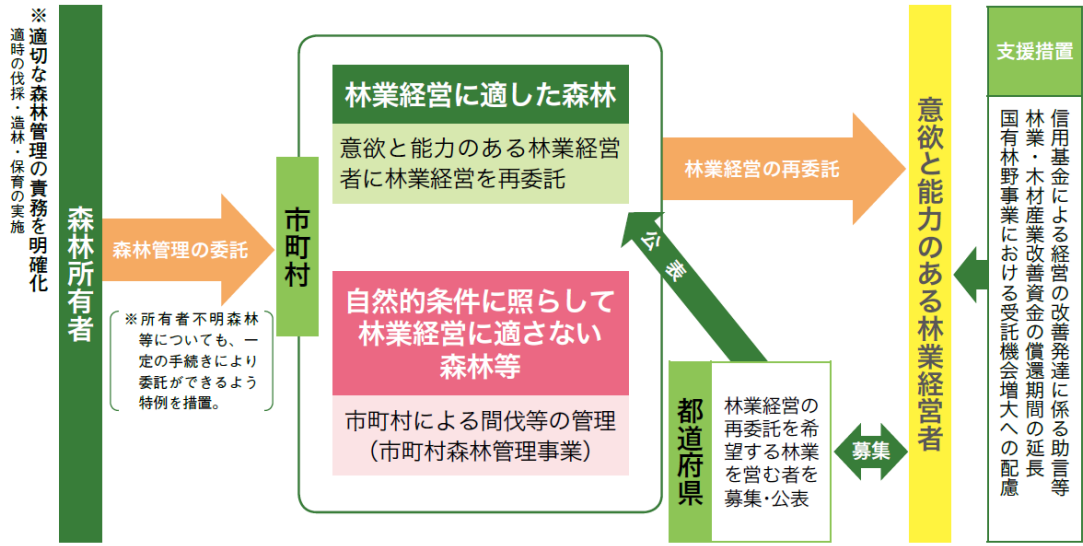 ※適切な森林管理の責務を明確化
適時の伐採・造林・保育の実施
森林所有者
森林管理の委託
※所有者不明森林
等についても、一
定の手続きにより
委託ができるよう
特例を措置。
市町村
林業経営に適した森林
意欲と能力のある林業経営
者に林業経営を再委託
自然的条件に照らして
林業経営に適さない
森林等
市町村による間伐等の管理
（市町村森林管理事業）
林業経営の再委託
公表
都道府県
林業経営の
再委託を希
望する林業
を営む者を
募集・公表
募集
意欲と能力のある林業経営者
支援措置
信用基金による経営の改善発達に係る助言等
林業・木材産業改善資金の償還期間の延長
国有林野事業における受託機会増大への配慮